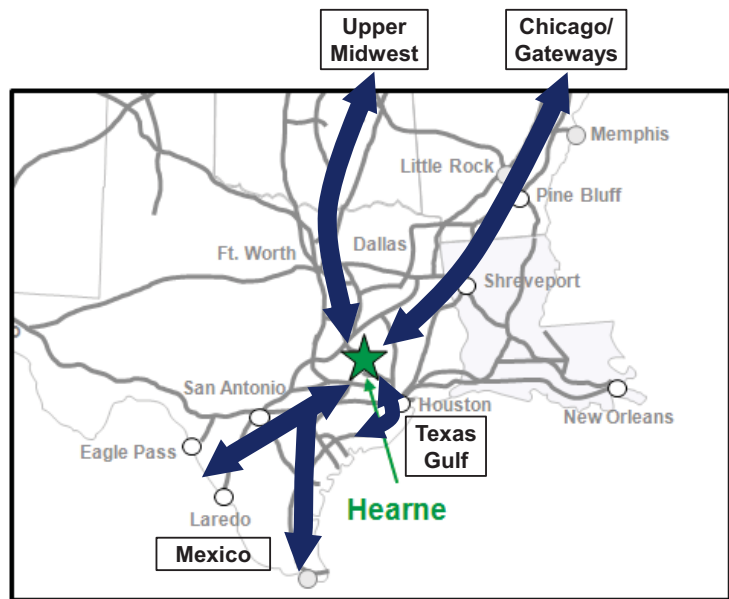 Upper
Midwest
Chicago/
Gateways
Memphis
Little Rock
Pine Bluff
Ft. Worth
Dallas
Shreveport
San Antonio
Houston
New Orleans
Eagle Pass
Texas
Gulf
Laredo
Hearne
Mexico